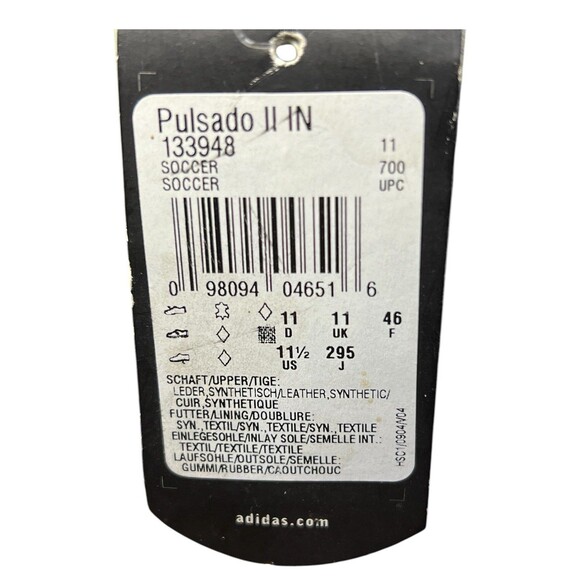 Pulsado II IN
133948 11
SOCCER 700
SOCCER UPC
0 98094 04651 6
11 11 46
D UK F
11½ 295
US J
SCHAFT/UPPER/TIGE:
LEDER,SYNTHETISCH/LEATHER,SYNTHETIC/
CUIR,SYNTHETIQUE
FUTTER/LINING/DOUBLURE:
SYN.,TEXTIL/SYN.,TEXTILE/SYN.,TEXTILE
EINLEGESOHLE/INLAY SOLE/SEMELLE INT.:
TEXTIL/TEXTILE/TEXTILE
LAUFSOHLE/OUTSOLE/SEMELLE:
GUMMI/RUBBER/CAOUTCHOUC
HSC1/0904/V04
adidas.com